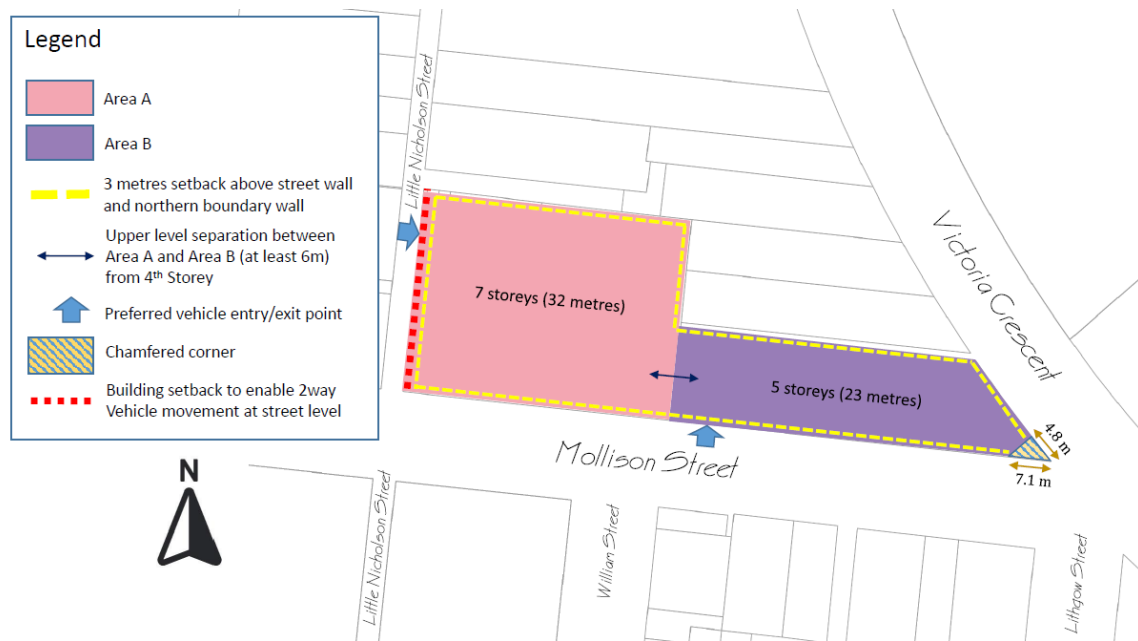 Legend
Area A
Area B
3 metres setback above street wall
and northern boundary wall
Upper level separation between
Area A and Area B (at least 6m)
from 4th Storey
Preferred vehicle entry/exit point
Chamfered corner
Building setback to enable 2way
Vehicle movement at street level
N
Little Nicholson Street
Victoria Crescent
7 storeys (32 metres)
5 storeys (23 metres)
4.8 m
7.1 m
Mollison Street
Little Nicholson Street
William Street
Lithgow Street